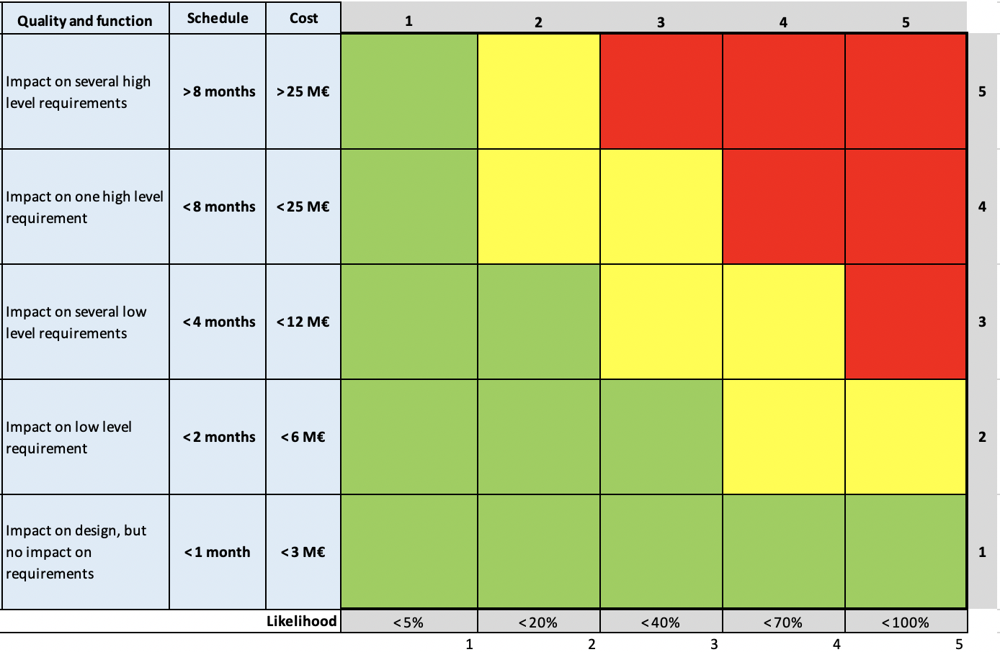 Quality and function Schedule Cost 1 2 3 4 5
Impact on several high
level requirements
>8 months >25 M€ 5
Impact on one high level
requirement
<8 months <25 M€ 4
Impact on several low
level requirements
<4 months <12 M€ 3
Impact on low level
requirement
<2 months <6 M€ 2
Impact on design, but
no impact on
requirements
<1 month <3 M€ 1
Likelihood <5% <20% <40% <70% <100%
1 2 3 4 5